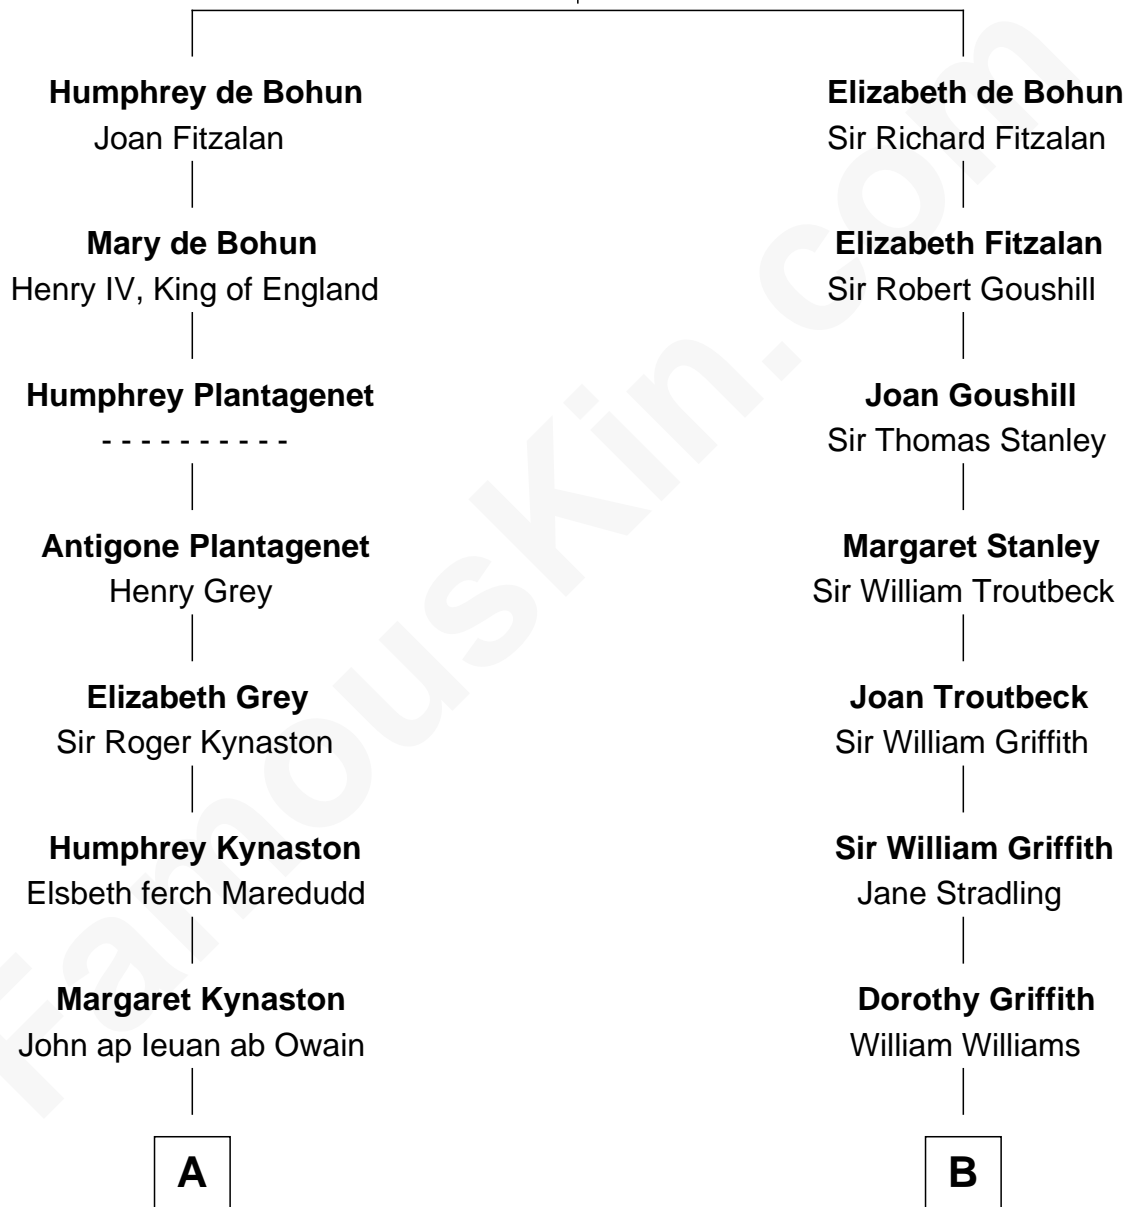 Humphrey de Bohun
Joan Fitzalan
Mary de Bohun
Henry IV, King of England
Humphrey Plantagenet
- - - - - - - - - -
Antigone Plantagenet
Henry Grey
Elizabeth Grey
Sir Roger Kynaston
Humphrey Kynaston
Elsbeth ferch Maredudd
Margaret Kynaston
John ap Ieuan ab Owain
A
Elizabeth de Bohun
Sir Richard Fitzalan
Elizabeth Fitzalan
Sir Robert Goushill
Joan Goushill
Sir Thomas Stanley
Margaret Stanley
Sir William Troutbeck
Joan Troutbeck
Sir William Griffith
Sir William Griffith
Jane Stradling
Dorothy Griffith
William Williams
B
FamousKin.com